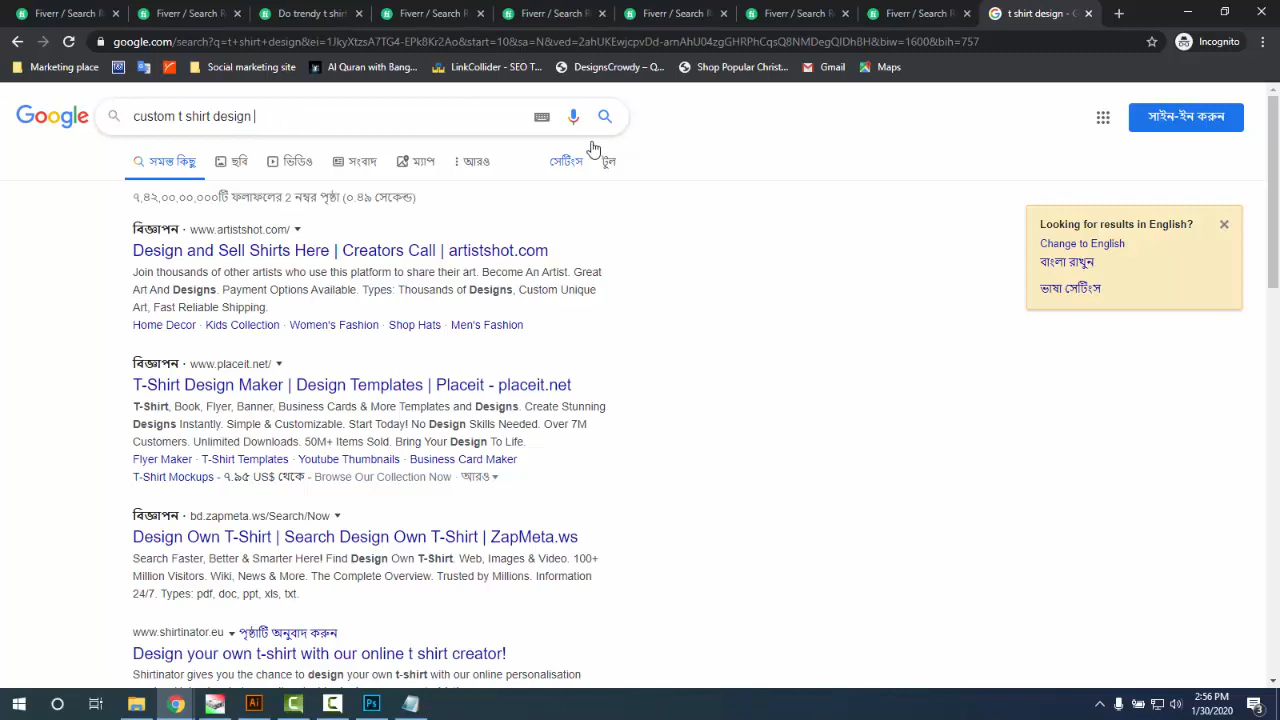 Fiverr / Search Re
Fiverr / Search Re
Do trendy t shirt d
Fiverr / Search Re
Fiverr / Search Re
Fiverr / Search Re
Fiverr / Search Re
Fiverr / Search Re
t shirt design - G
google.com/search?q=t+shirt+design&ei=1JkyXtzsA7TG4-EPk8Kr2Ao&start=10&sa=N&ved=2ahUKEwjcpvDd-amAhU04zgGHRPhCqsQ8NMDegQIDhBH&biw=1600&bih=757
Incognito
Marketing place
Social marketing site
Al Quran with Bang...
LinkCollider - SEO T...
DesignsCrowdy – Q...
Shop Popular Christ...
Gmail
Maps
Google
custom t shirt design
সাইন-ইন করুন
সমস্ত কিছু
ছবি
ভিডিও
সংবাদ
ম্যাপ
আরও
সেটিংস
টুল
৭,৪২,০০,০০,০০০টি ফলাফলের 2 নম্বর পৃষ্ঠা (০.৪৯ সেকেন্ড)
বিজ্ঞাপন · www.artistshot.com/
Design and Sell Shirts Here | Creators Call | artistshot.com
Join thousands of other artists who use this platform to share their art. Become An Artist. Great
Art And Designs. Payment Options Available. Types: Thousands of Designs, Custom Unique
Art, Fast Reliable Shipping.
Home Decor · Kids Collection · Women's Fashion · Shop Hats · Men's Fashion
বিজ্ঞাপন · www.placeit.net/
T-Shirt Design Maker | Design Templates | Placeit - placeit.net
T-Shirt, Book, Flyer, Banner, Business Cards & More Templates and Designs. Create Stunning
Designs Instantly. Simple & Customizable. Start Today! No Design Skills Needed. Over 7M
Customers. Unlimited Downloads. 50M+ Items Sold. Bring Your Design To Life.
Flyer Maker · T-Shirt Templates · Youtube Thumbnails · Business Card Maker
T-Shirt Mockups - ৭.৯৫ US$ থেকে - Browse Our Collection Now · আরও
বিজ্ঞাপন · bd.zapmeta.ws/Search/Now
Design Own T-Shirt | Search Design Own T-Shirt | ZapMeta.ws
Search Faster, Better & Smarter Here! Find Design Own T-Shirt. Web, Images & Video. 100+
Million Visitors. Wiki, News & More. The Complete Overview. Trusted by Millions. Information
24/7. Types: pdf, doc, ppt, xls, txt.
www.shirtinator.eu পৃষ্ঠাটি অনুবাদ করুন
Design your own t-shirt with our online t shirt creator!
Shirtinator gives you the chance to design your own t-shirt with our online personalisation
Looking for results in English?
Change to English
বাংলা রাখুন
ভাষা সেটিংস
Ai
Ps
2:56 PM
1/30/2020
3